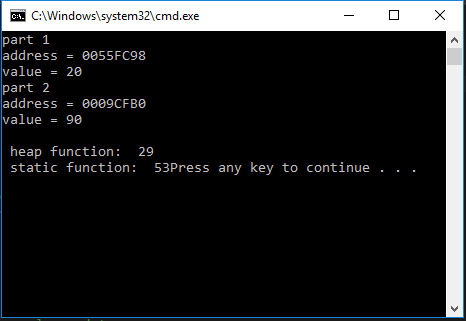 C:\Windows\system32\cmd.exe
part 1
address = 0055FC98
value = 20
part 2
address = 0009CFB0
value = 90
heap function:  29
static function:  53Press any key to continue . . .